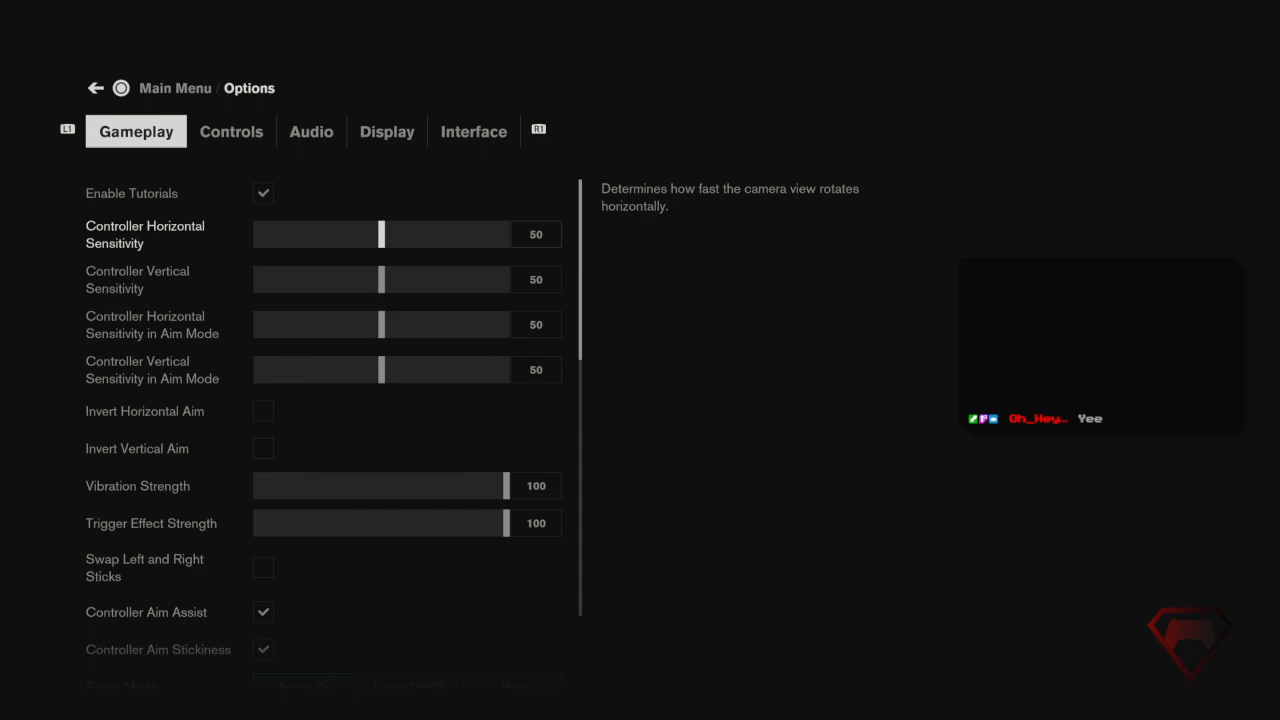 Main Menu / Options
L1 Gameplay Controls Audio Display Interface R1
Enable Tutorials
Determines how fast the camera view rotates
horizontally.
Controller Horizontal
Sensitivity
50
Controller Vertical
Sensitivity
50
Controller Horizontal
Sensitivity in Aim Mode
50
Controller Vertical
Sensitivity in Aim Mode
50
Invert Horizontal Aim
Invert Vertical Aim
Vibration Strength
100
Trigger Effect Strength
100
Swap Left and Right
Sticks
Controller Aim Assist
Controller Aim Stickiness
Oh_Hey... Yee